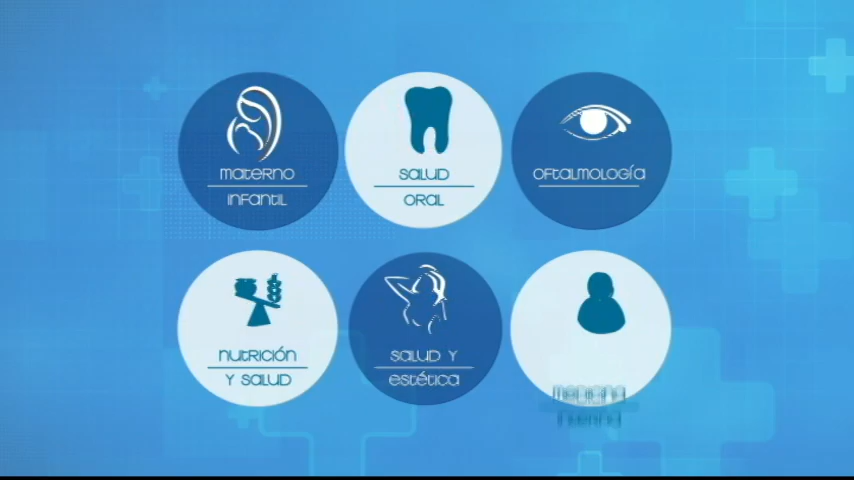 MATERNO
INFANTIL
SALUD
ORAL
OFTALMOLOGÍA
NUTRICIÓN
Y SALUD
SALUD Y
ESTÉTICA